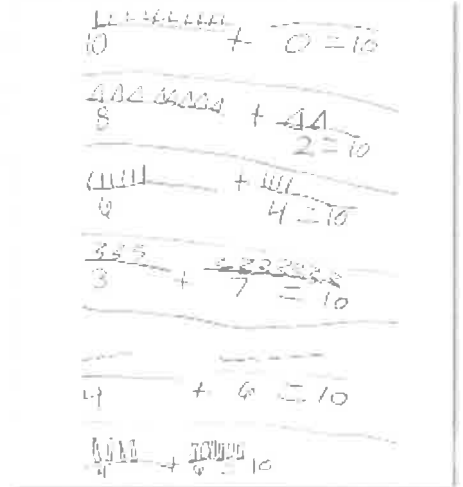 10 + 0 = 10
8 + 2 = 10
6 + 4 = 10
3 + 7 = 10
4 + 6 = 10
4 + 6 = 10